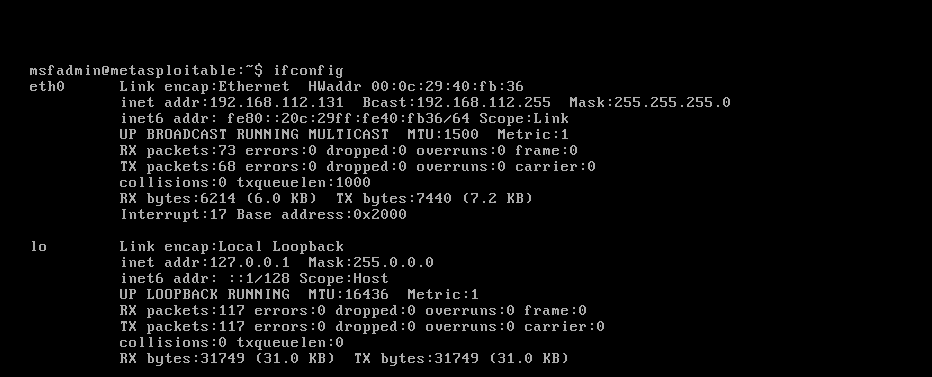 msfadmin@metasploitable:~$ ifconfig
eth0      Link encap:Ethernet  HWaddr 00:0c:29:40:fb:36
          inet addr:192.168.112.131  Bcast:192.168.112.255  Mask:255.255.255.0
          inet6 addr: fe80::20c:29ff:fe40:fb36/64 Scope:Link
          UP BROADCAST RUNNING MULTICAST  MTU:1500  Metric:1
          RX packets:73 errors:0 dropped:0 overruns:0 frame:0
          TX packets:68 errors:0 dropped:0 overruns:0 carrier:0
          collisions:0 txqueuelen:1000
          RX bytes:6214 (6.0 KB)  TX bytes:7440 (7.2 KB)
          Interrupt:17 Base address:0x2000

lo        Link encap:Local Loopback
          inet addr:127.0.0.1  Mask:255.0.0.0
          inet6 addr: ::1/128 Scope:Host
          UP LOOPBACK RUNNING  MTU:16436  Metric:1
          RX packets:117 errors:0 dropped:0 overruns:0 frame:0
          TX packets:117 errors:0 dropped:0 overruns:0 carrier:0
          collisions:0 txqueuelen:0
          RX bytes:31749 (31.0 KB)  TX bytes:31749 (31.0 KB)